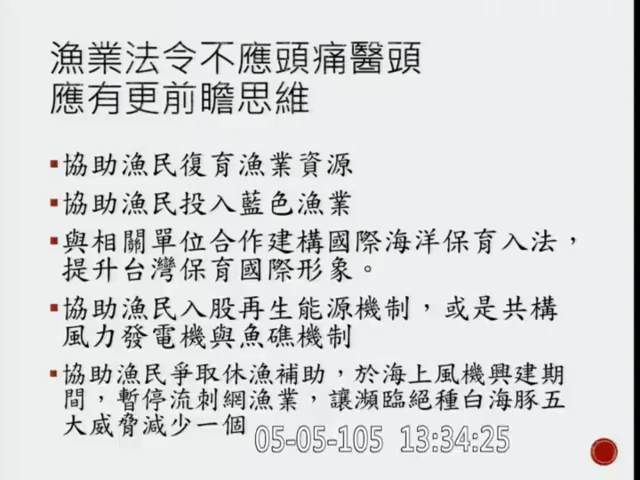 漁業法令不應頭痛醫頭
應有更前瞻思維
▪協助漁民復育漁業資源
▪協助漁民投入藍色漁業
▪與相關單位合作建構國際海洋保育入法，
提升台灣保育國際形象。
▪協助漁民入股再生能源機制，或是共構
風力發電機與魚礁機制
▪協助漁民爭取休漁補助，於海上風機興建期
間，暫停流刺網漁業，讓瀕臨絕種白海豚五
大威脅減少一個
05-05-105 13:34:25